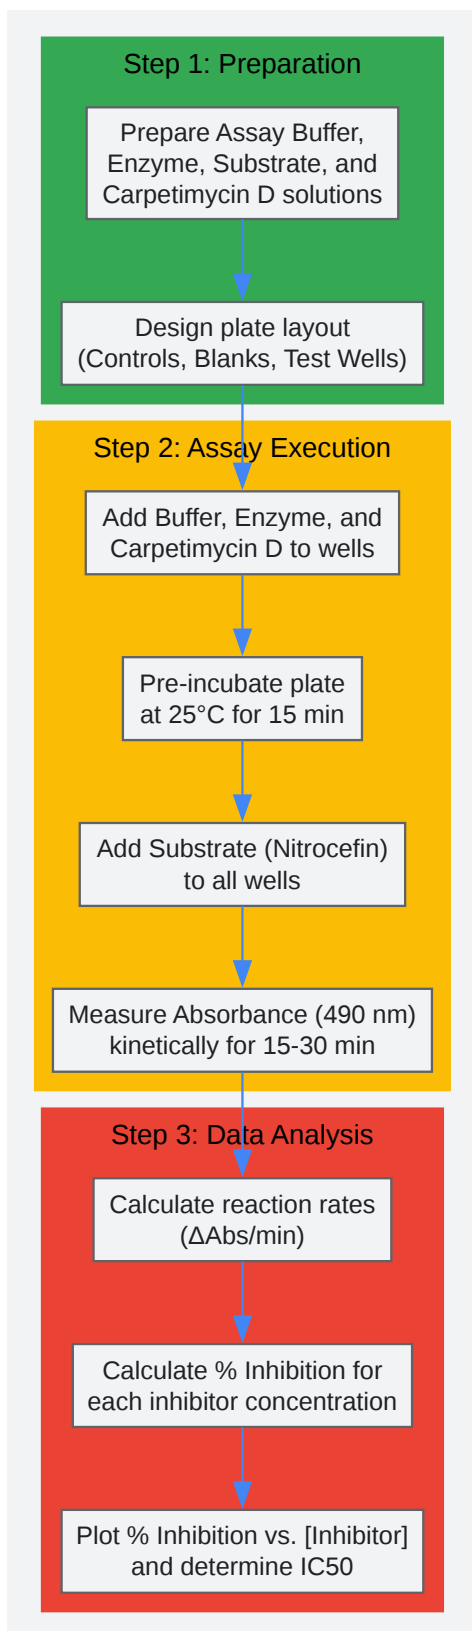 Step 1: Preparation
Prepare Assay Buffer,
Enzyme, Substrate, and
Carpetimycin D solutions
Design plate layout
(Controls, Blanks, Test Wells)
Step 2: Assay Execution
Add Buffer, Enzyme, and
Carpetimycin D to wells
Pre-incubate plate
at 25°C for 15 min
Add Substrate (Nitrocefin)
to all wells
Measure Absorbance (490 nm)
kinetically for 15-30 min
Step 3: Data Analysis
Calculate reaction rates
(ΔAbs/min)
Calculate % Inhibition for
each inhibitor concentration
Plot % Inhibition vs. [Inhibitor]
and determine IC50